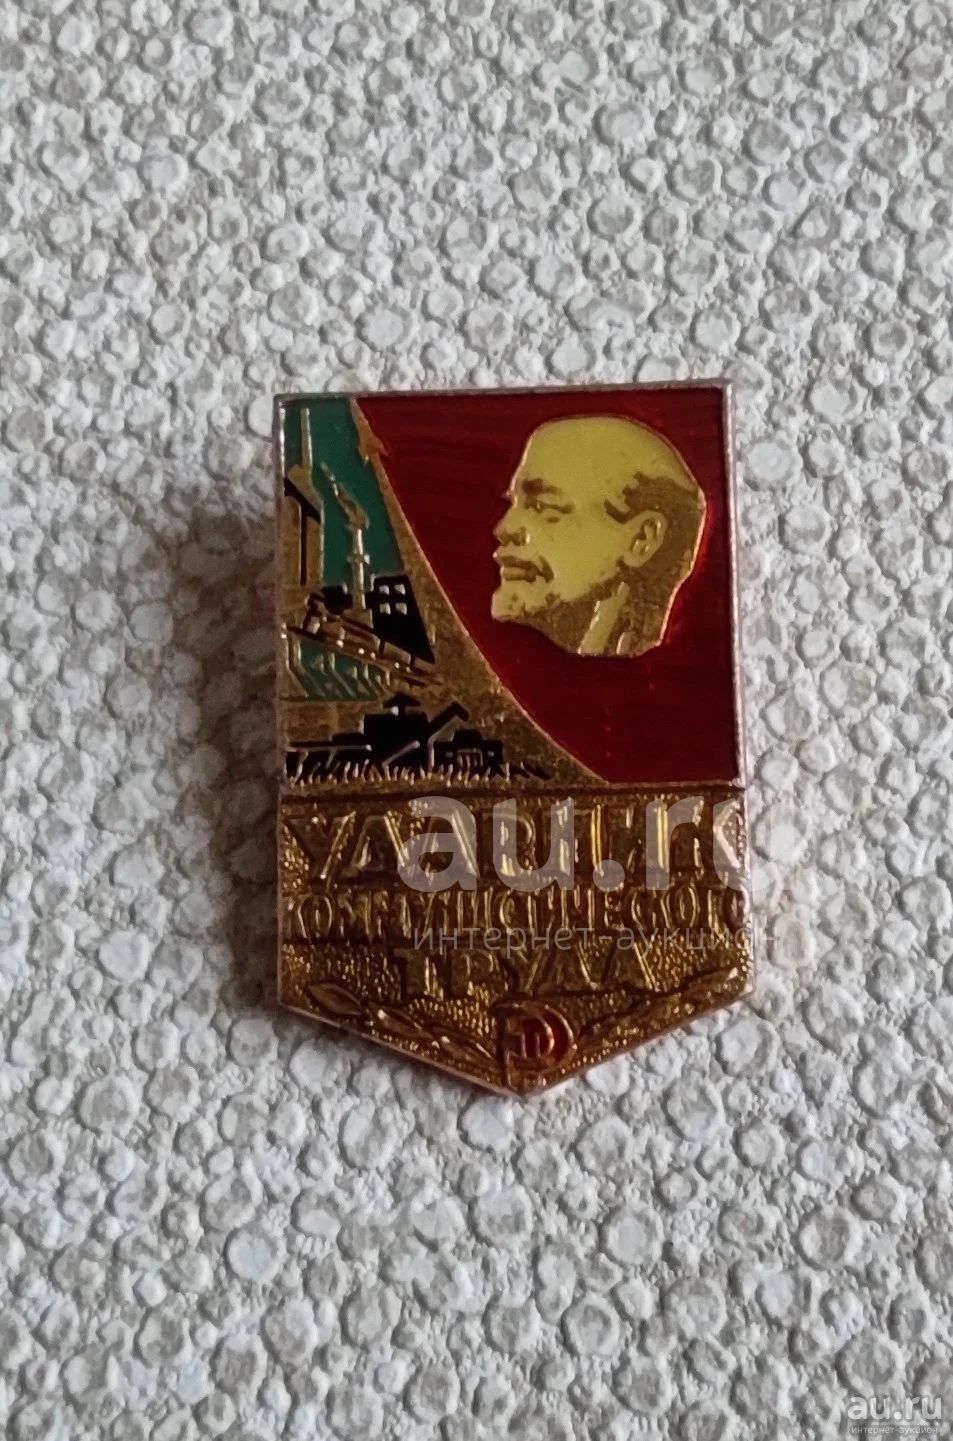 УДАРНИК
КОММУНИСТИЧЕСКОГО
ТРУДА
au.ru
интернет-аукцион
au.ru
интернет-аукцион